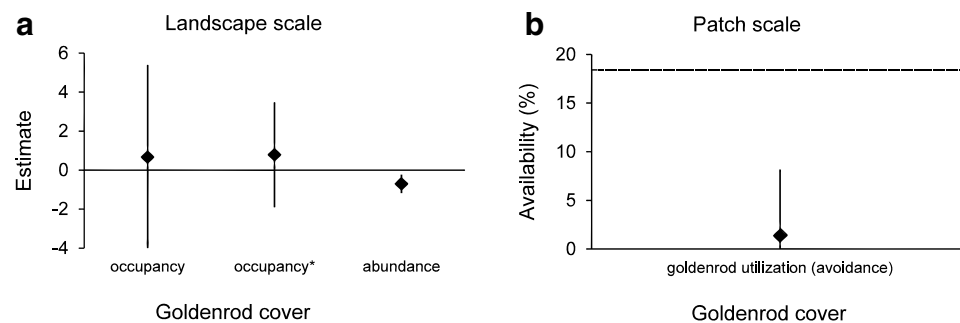 a
Landscape scale
6
4
2
0
-2
-4
Estimate
occupancy
occupancy*
abundance
Goldenrod cover
b
Patch scale
20
15
10
5
0
Availability (%)
goldenrod utilization (avoidance)
Goldenrod cover